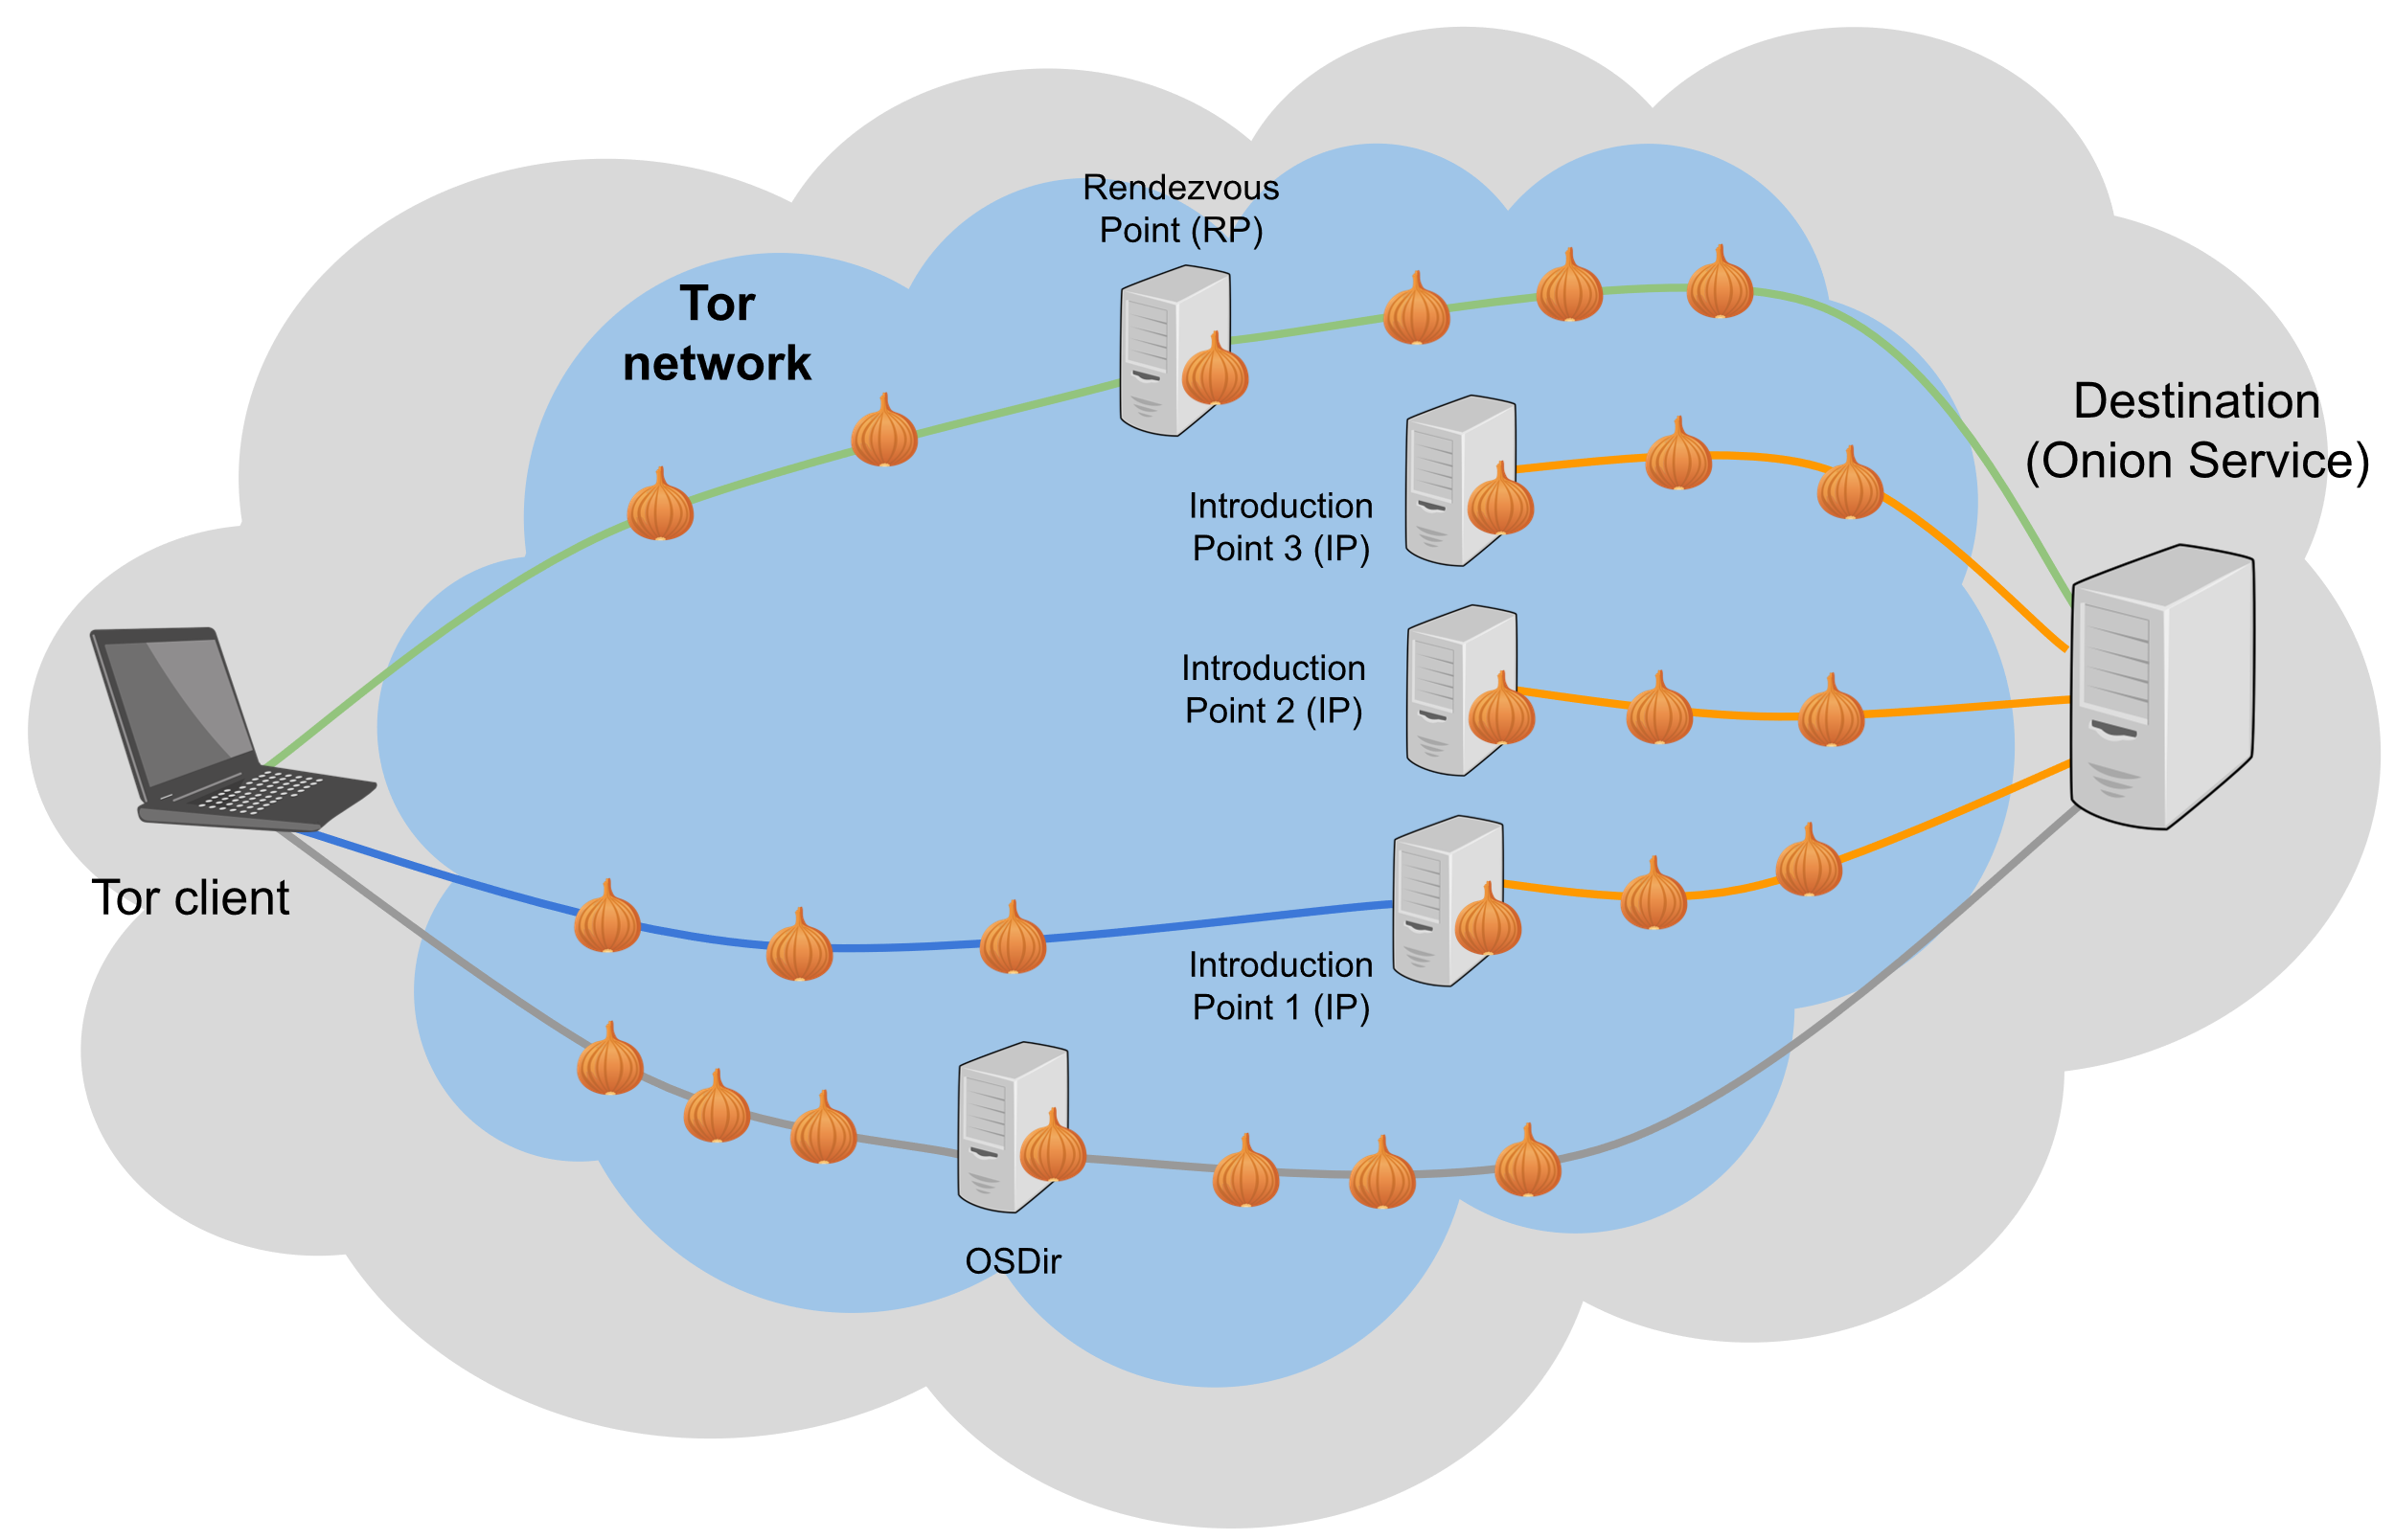 Rendezvous
Point (RP)
Tor
network
Destination
(Onion Service)
Introduction
Point 3 (IP)
Introduction
Point 2 (IP)
Tor client
Introduction
Point 1 (IP)
OSDir